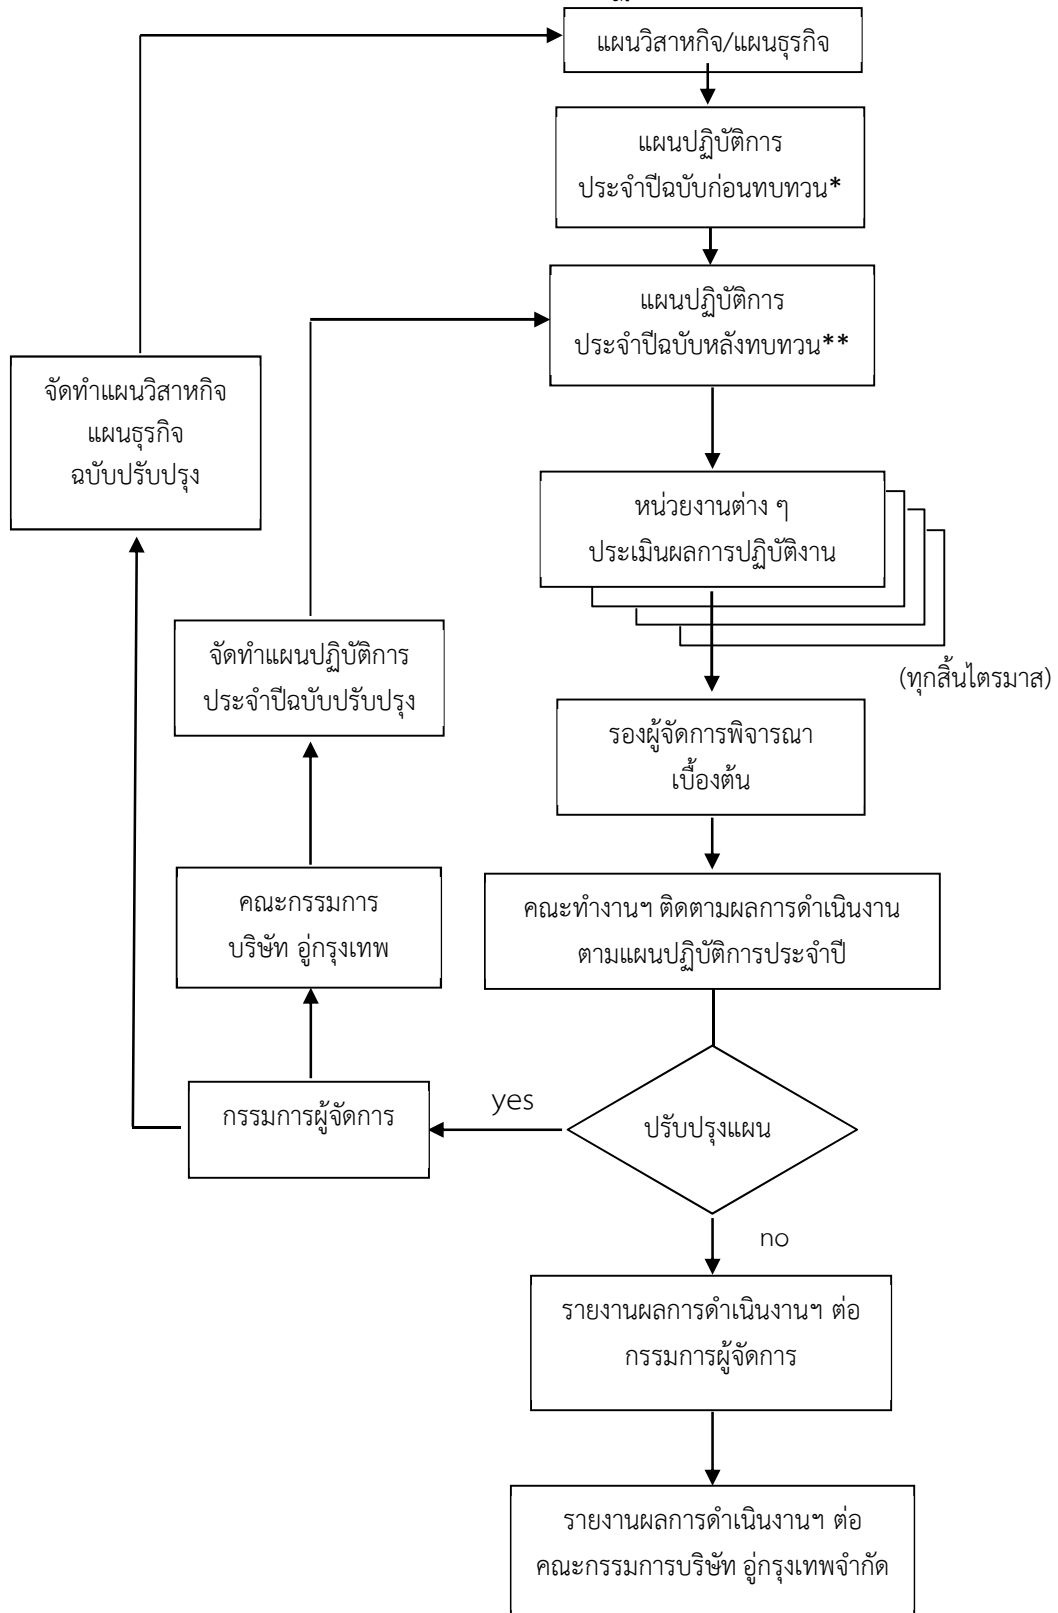 แผนวิสาหกิจ/แผนธุรกิจ
แผนปฏิบัติการ
ประจำปีฉบับก่อนทบทวน*
แผนปฏิบัติการ
ประจำปีฉบับหลังทบทวน**
จัดทำแผนวิสาหกิจ
แผนธุรกิจ
ฉบับปรับปรุง
หน่วยงานต่าง ๆ
ประเมินผลการปฏิบัติงาน
(ทุกสิ้นไตรมาส)
จัดทำแผนปฏิบัติการ
ประจำปีฉบับปรับปรุง
รองผู้จัดการพิจารณา
เบื้องต้น
คณะกรรมการ
บริษัท อู่กรุงเทพ
คณะทำงานฯ ติดตามผลการดำเนินงาน
ตามแผนปฏิบัติการประจำปี
กรรมการผู้จัดการ
yes
ปรับปรุงแผน
no
รายงานผลการดำเนินงานฯ ต่อ
กรรมการผู้จัดการ
รายงานผลการดำเนินงานฯ ต่อ
คณะกรรมการบริษัท อู่กรุงเทพจำกัด